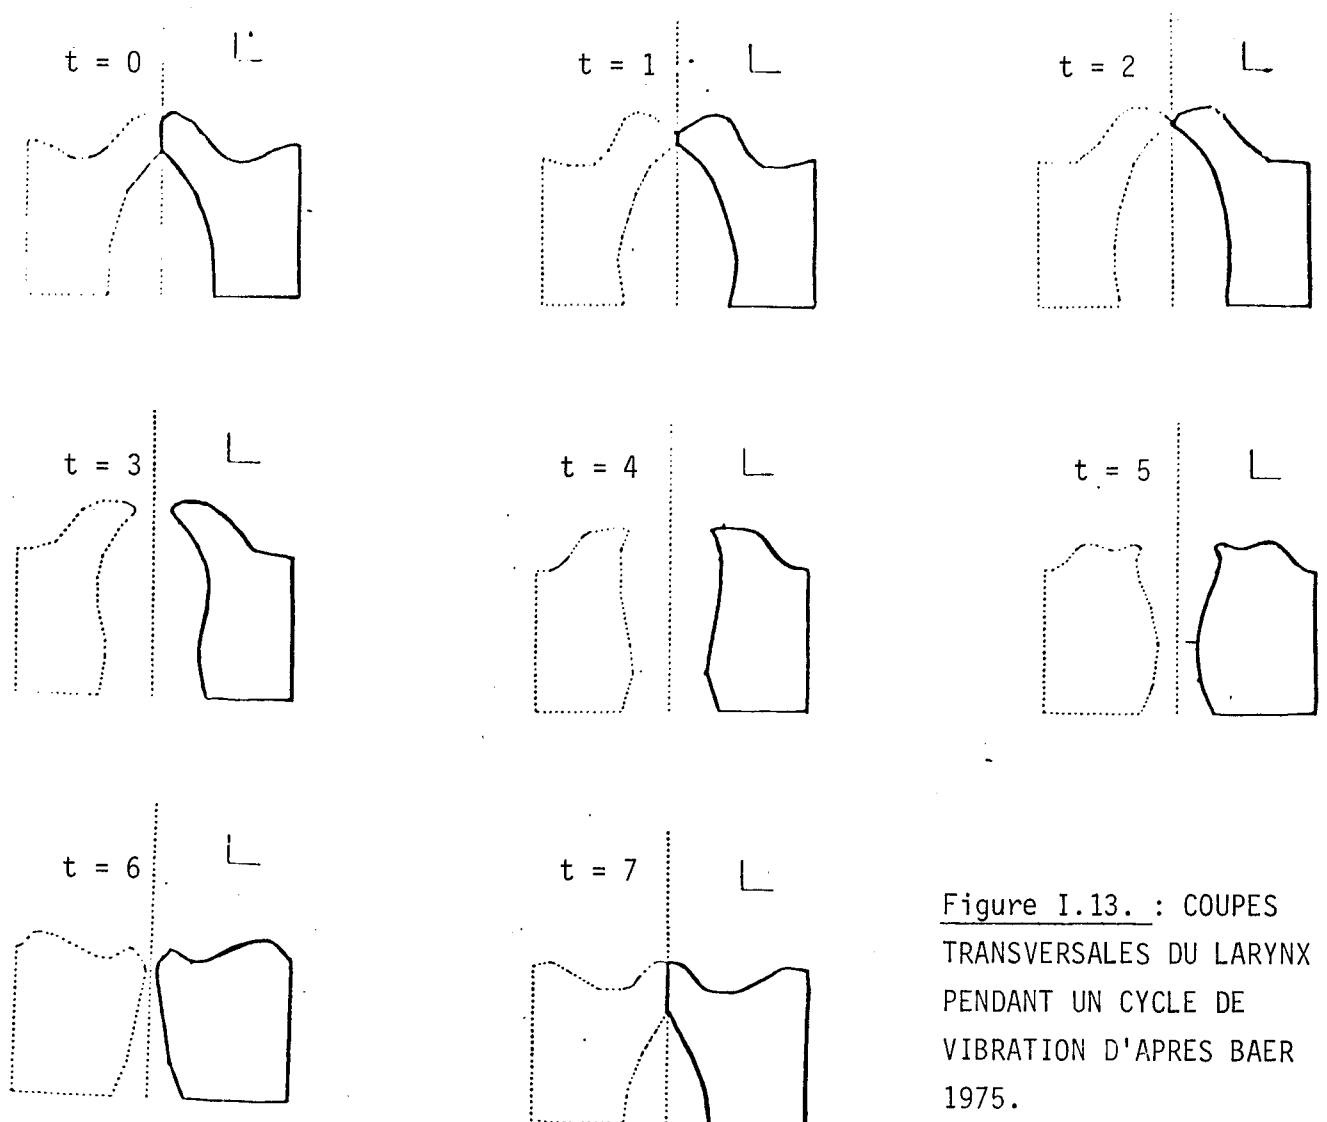 t = 0
t = 1
t = 2
t = 3
t = 4
t = 5
t = 6
t = 7
Figure I.13. : COUPES
TRANSVERSALES DU LARYNX
PENDANT UN CYCLE DE
VIBRATION D'APRES BAER
1975.